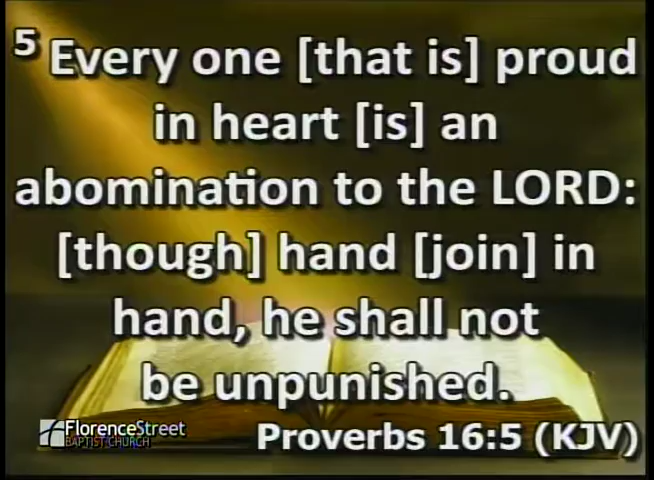 5 Every one [that is] proud
in heart [is] an
abomination to the LORD:
[though] hand [join] in
hand, he shall not
be unpunished.
FlorenceStreet
BAPTIST CHURCH
Proverbs 16:5 (KJV)